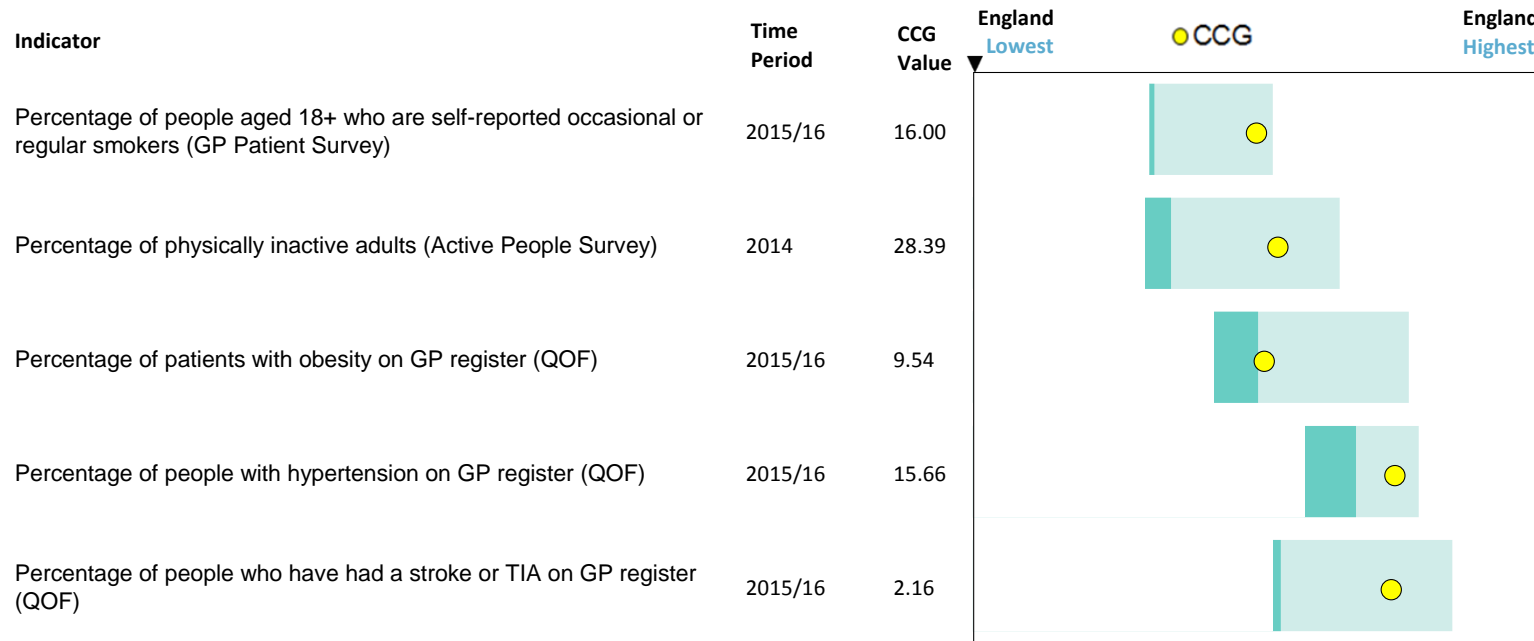 Indicator
Time
Period
CCG
Value
England
Lowest
CCG
England
Highest
Percentage of people aged 18+ who are self-reported occasional or
regular smokers (GP Patient Survey)
2015/16
16.00
Percentage of physically inactive adults (Active People Survey)
2014
28.39
Percentage of patients with obesity on GP register (QOF)
2015/16
9.54
Percentage of people with hypertension on GP register (QOF)
2015/16
15.66
Percentage of people who have had a stroke or TIA on GP register
(QOF)
2015/16
2.16